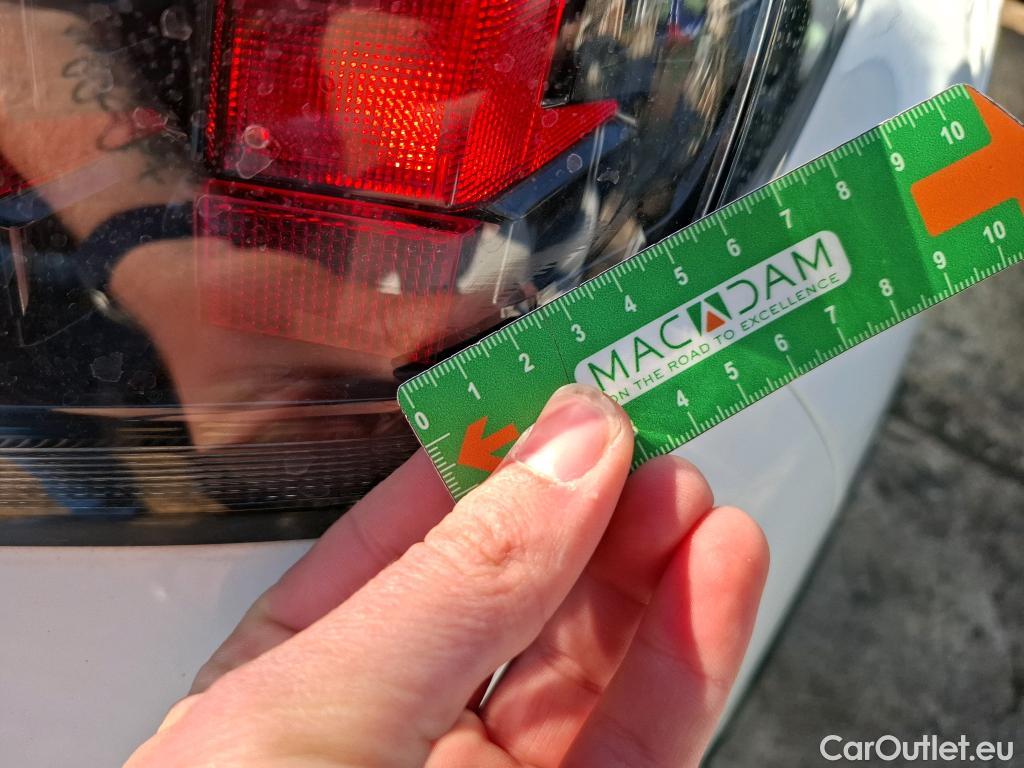 0 1 2 3 4 5 6 7 8 9 10
MACADAM
ON THE ROAD TO EXCELLENCE
4 5 6 7 8 9 10
CarOutlet.eu